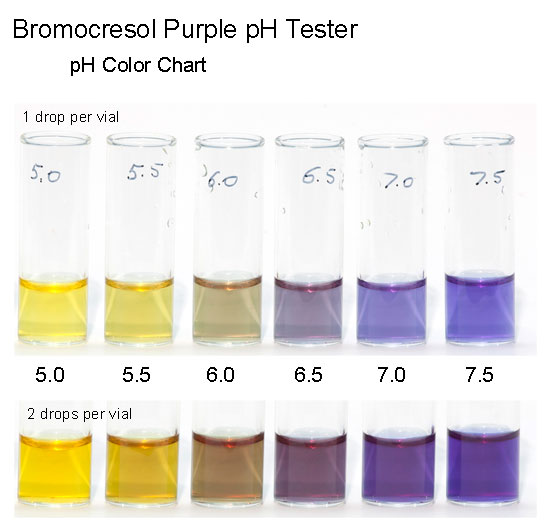 Bromocresol Purple pH Tester
pH Color Chart
1 drop per vial
5.0 5.5 6.0 6.5 7.0 7.5
5.0 5.5 6.0 6.5 7.0 7.5
2 drops per vial